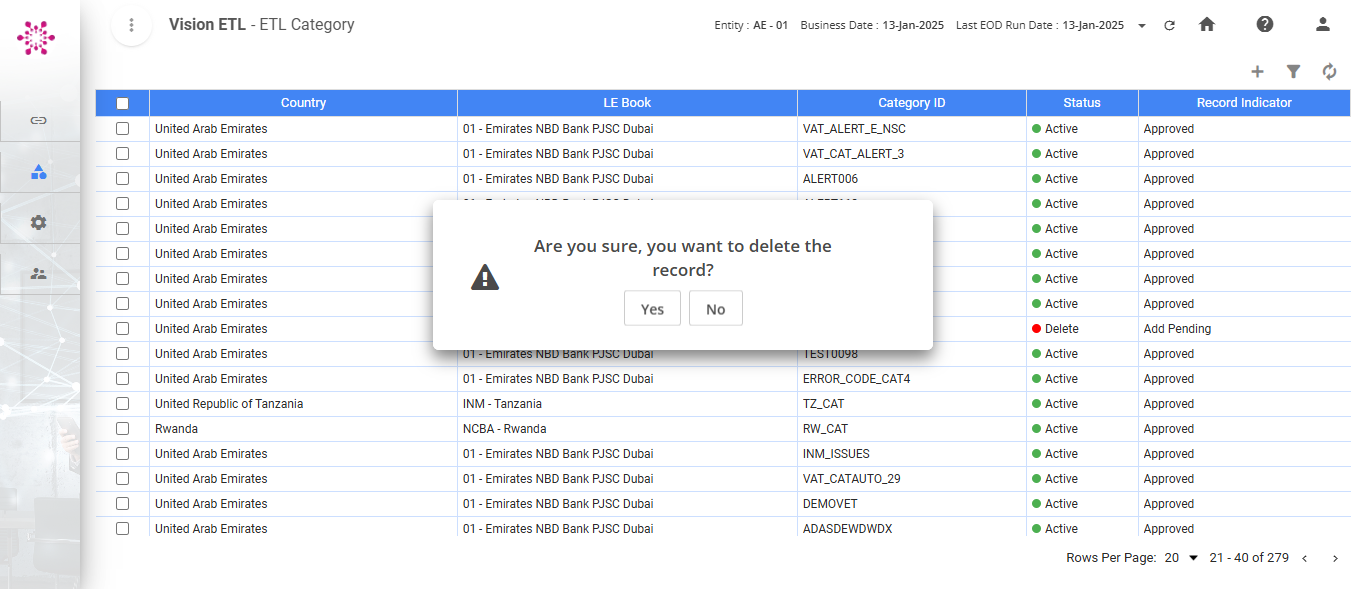 Vision ETL - ETL Category
Entity : AE - 01 Business Date : 13-Jan-2025 Last EOD Run Date : 13-Jan-2025
Country LE Book Category ID Status Record Indicator
United Arab Emirates 01 - Emirates NBD Bank PJSC Dubai VAT_ALERT_E_NSC Active Approved
United Arab Emirates 01 - Emirates NBD Bank PJSC Dubai VAT_CAT_ALERT_3 Active Approved
United Arab Emirates 01 - Emirates NBD Bank PJSC Dubai ALERT006 Active Approved
United Arab Emirates Active Approved
United Arab Emirates Active Approved
United Arab Emirates Active Approved
United Arab Emirates Active Approved
United Arab Emirates Active Approved
United Arab Emirates Delete Add Pending
Are you sure, you want to delete the
record?
Yes No
United Arab Emirates 01 - Emirates NBD Bank PJSC Dubai TEST0098 Active Approved
United Arab Emirates 01 - Emirates NBD Bank PJSC Dubai ERROR_CODE_CAT4 Active Approved
United Republic of Tanzania INM - Tanzania TZ_CAT Active Approved
Rwanda NCBA - Rwanda RW_CAT Active Approved
United Arab Emirates 01 - Emirates NBD Bank PJSC Dubai INM_ISSUES Active Approved
United Arab Emirates 01 - Emirates NBD Bank PJSC Dubai VAT_CATAUTO_29 Active Approved
United Arab Emirates 01 - Emirates NBD Bank PJSC Dubai DEMOVET Active Approved
United Arab Emirates 01 - Emirates NBD Bank PJSC Dubai ADASDEWDWDX Active Approved
Rows Per Page: 20 21 - 40 of 279